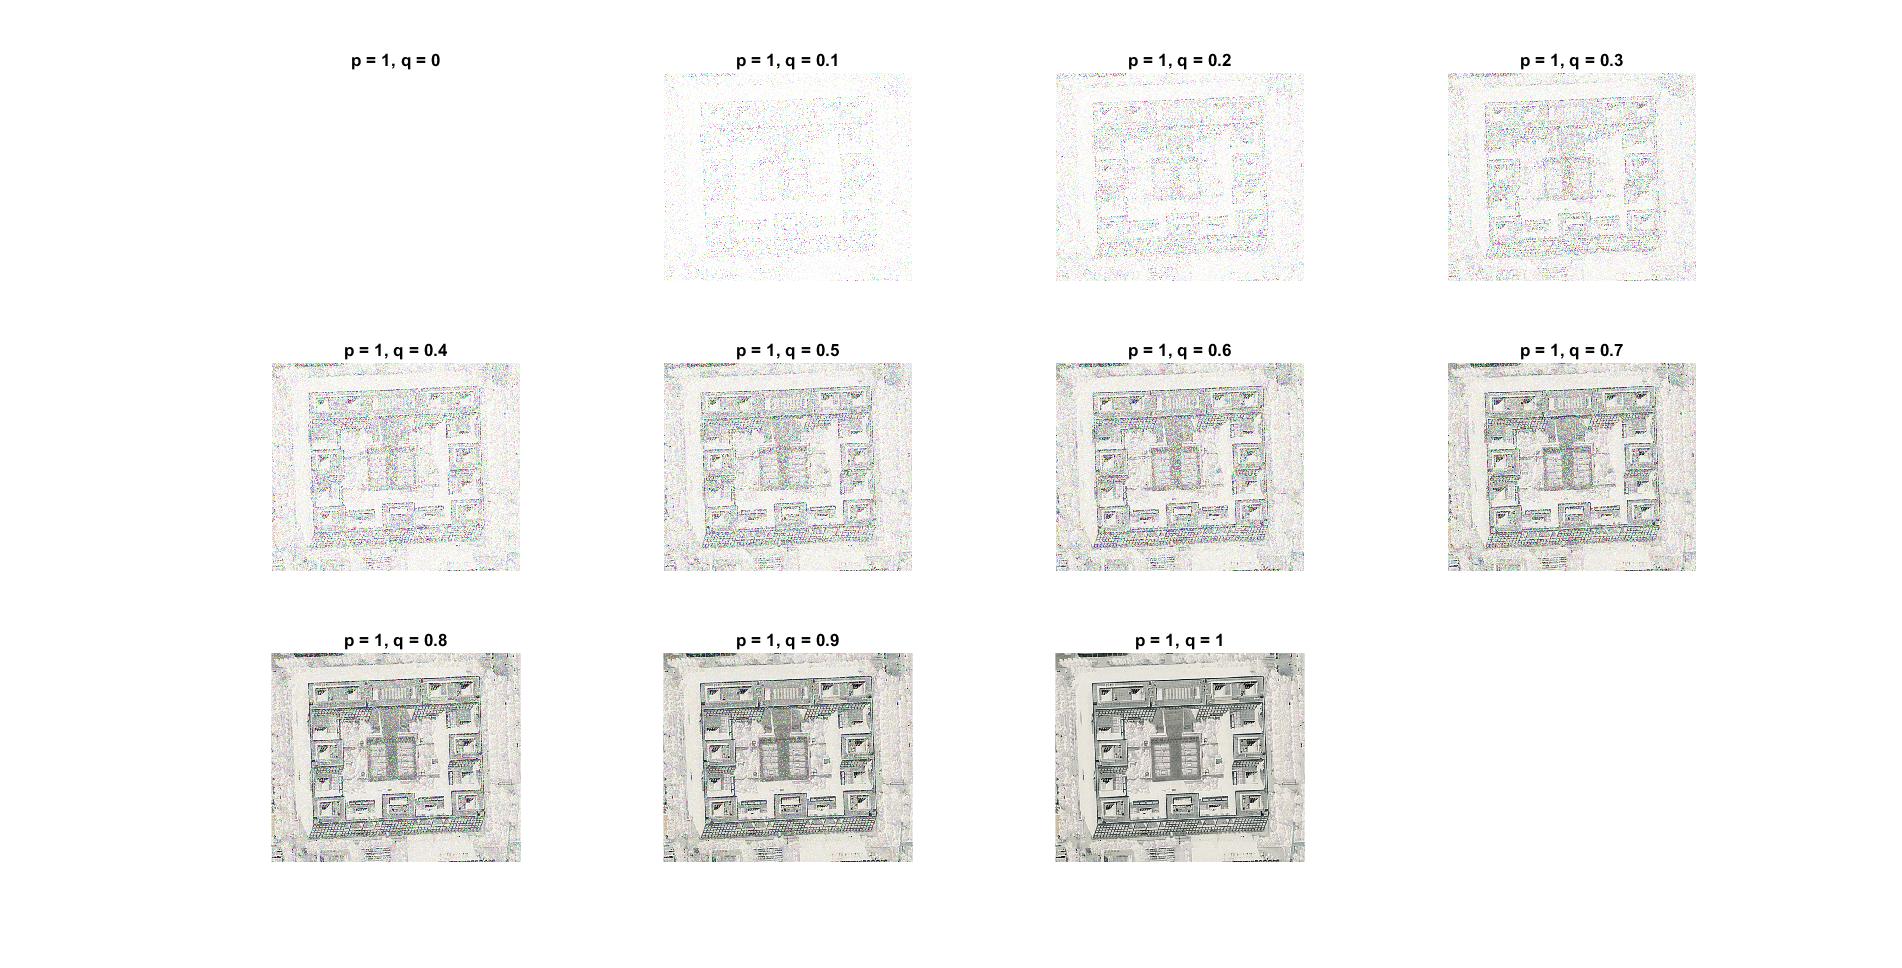 p = 1, q = 0
p = 1, q = 0.1
p = 1, q = 0.2
p = 1, q = 0.3
p = 1, q = 0.4
p = 1, q = 0.5
p = 1, q = 0.6
p = 1, q = 0.7
p = 1, q = 0.8
p = 1, q = 0.9
p = 1, q = 1